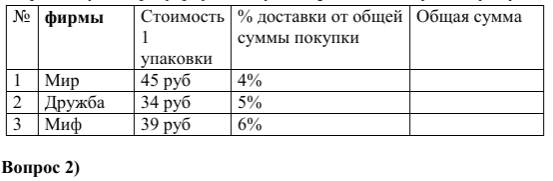 № фирмы Стоимость 1 упаковки % доставки от общей суммы покупки Общая сумма
1 Мир 45 руб 4%
2 Дружба 34 руб 5%
3 Миф 39 руб 6%
Вопрос 2)